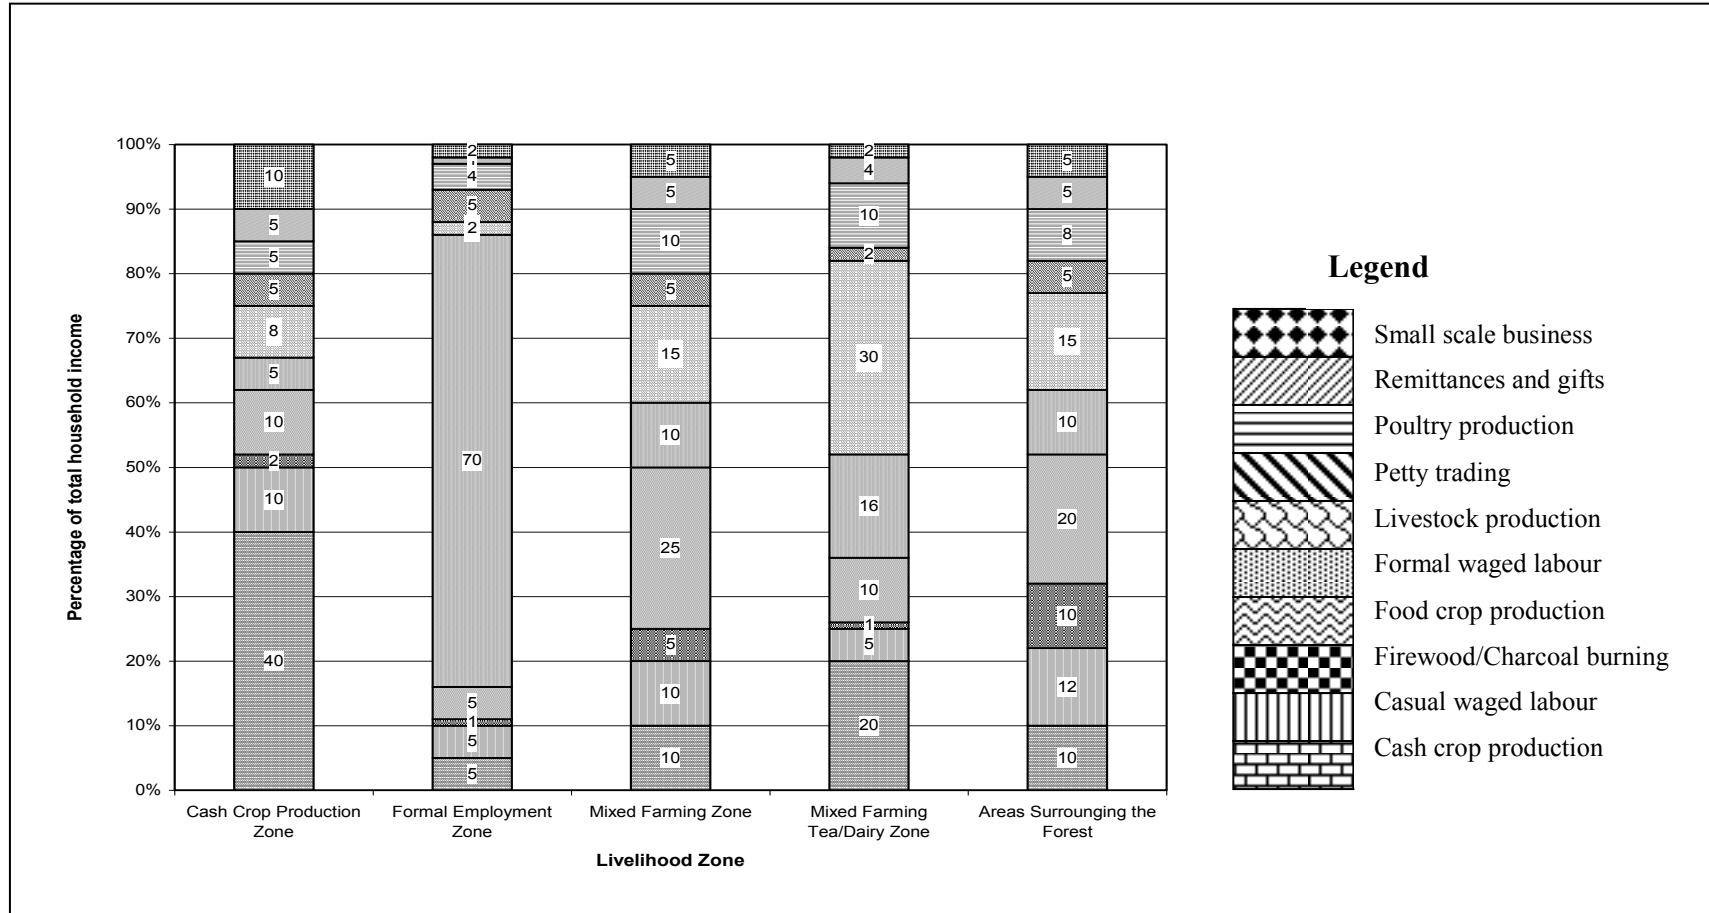 100%
90%
80%
70%
60%
50%
40%
30%
20%
10%
0%
Percentage of total household income
10
5
5
5
8
5
10
2
10
40
2
1
4
5
2
70
5
1
5
5
5
5
10
5
15
10
25
5
10
10
2
4
10
2
30
16
10
1
5
20
5
5
8
5
15
10
20
10
12
10
Cash Crop Production
Zone
Formal Employment
Zone
Mixed Farming Zone
Mixed Farming
Tea/Dairy Zone
Areas Surrounging the
Forest
Livelihood Zone
Legend
Small scale business
Remittances and gifts
Poultry production
Petty trading
Livestock production
Formal waged labour
Food crop production
Firewood/Charcoal burning
Casual waged labour
Cash crop production